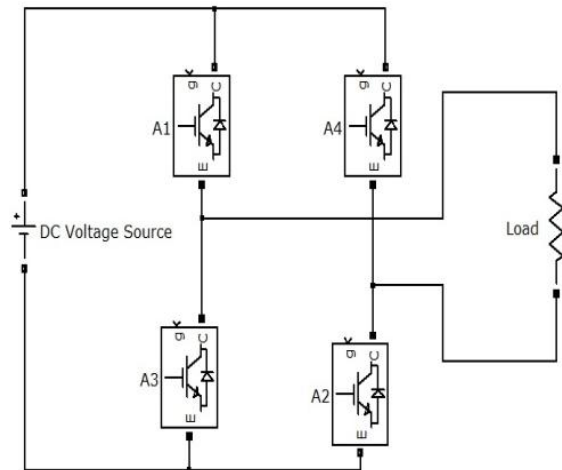 g C
A1
E
g C
A4
E
+
DC Voltage Source
Load
g C
A3
E
g C
A2
E